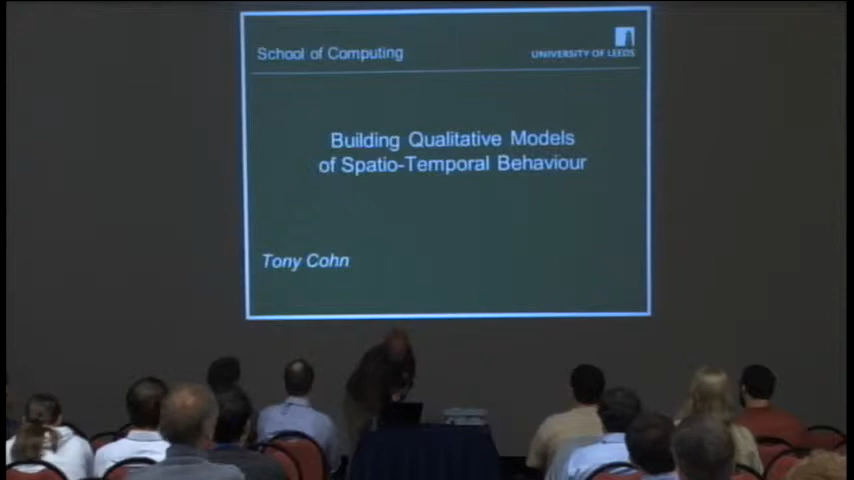 School of Computing
UNIVERSITY OF LEEDS
Building Qualitative Models
of Spatio-Temporal Behaviour
Tony Cohn